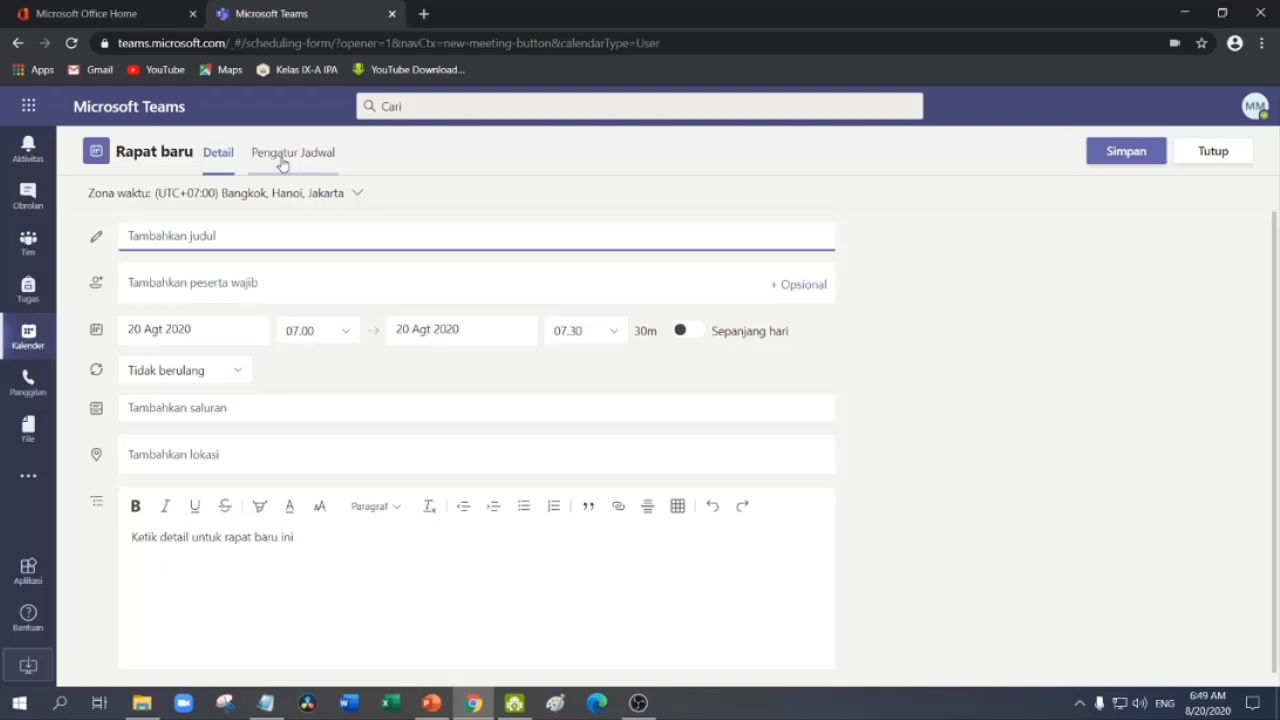 Microsoft Office Home
Microsoft Teams
teams.microsoft.com/_#/scheduling-form/?opener=1&navCtx=new-meeting-button&calendarType=User
Apps
Gmail
YouTube
Maps
Kelas IX-A IPA
YouTube Download...
Microsoft Teams
Cari
MM
Aktivitas
Obrolan
Tim
Tugas
Kalender
Panggilan
File
Aplikasi
Bantuan
Rapat baru
Detail
Pengatur Jadwal
Simpan
Tutup
Zona waktu: (UTC+07:00) Bangkok, Hanoi, Jakarta
Tambahkan judul
Tambahkan peserta wajib
+ Opsional
20 Agt 2020
07.00
20 Agt 2020
07.30
30m
Sepanjang hari
Tidak berulang
Tambahkan saluran
Tambahkan lokasi
Paragraf
Ketik detail untuk rapat baru ini
ENG
6:49 AM
8/20/2020